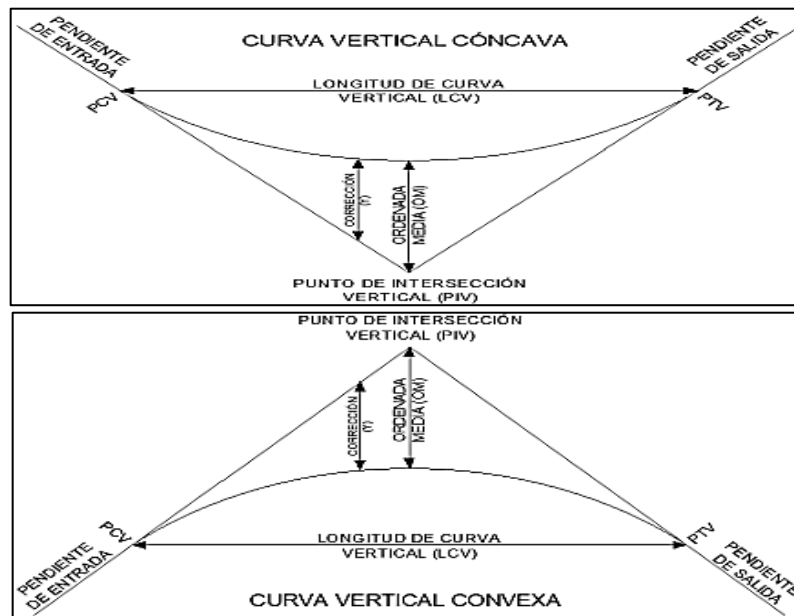 PENDIENTE
DE ENTRADA
CURVA VERTICAL CÓNCAVA
PENDIENTE
DE SALIDA
LONGITUD DE CURVA
VERTICAL (LCV)
PCV
PTV
CORRECCIÓN
(Y)
ORDENADA
MEDIA (OM)
PUNTO DE INTERSECCIÓN
VERTICAL (PIV)
PUNTO DE INTERSECCIÓN
VERTICAL (PIV)
CORRECCIÓN
(Y)
ORDENADA
MEDIA (OM)
PCV
PTV
LONGITUD DE CURVA
VERTICAL (LCV)
PENDIENTE
DE ENTRADA
PENDIENTE
DE SALIDA
CURVA VERTICAL CONVEXA